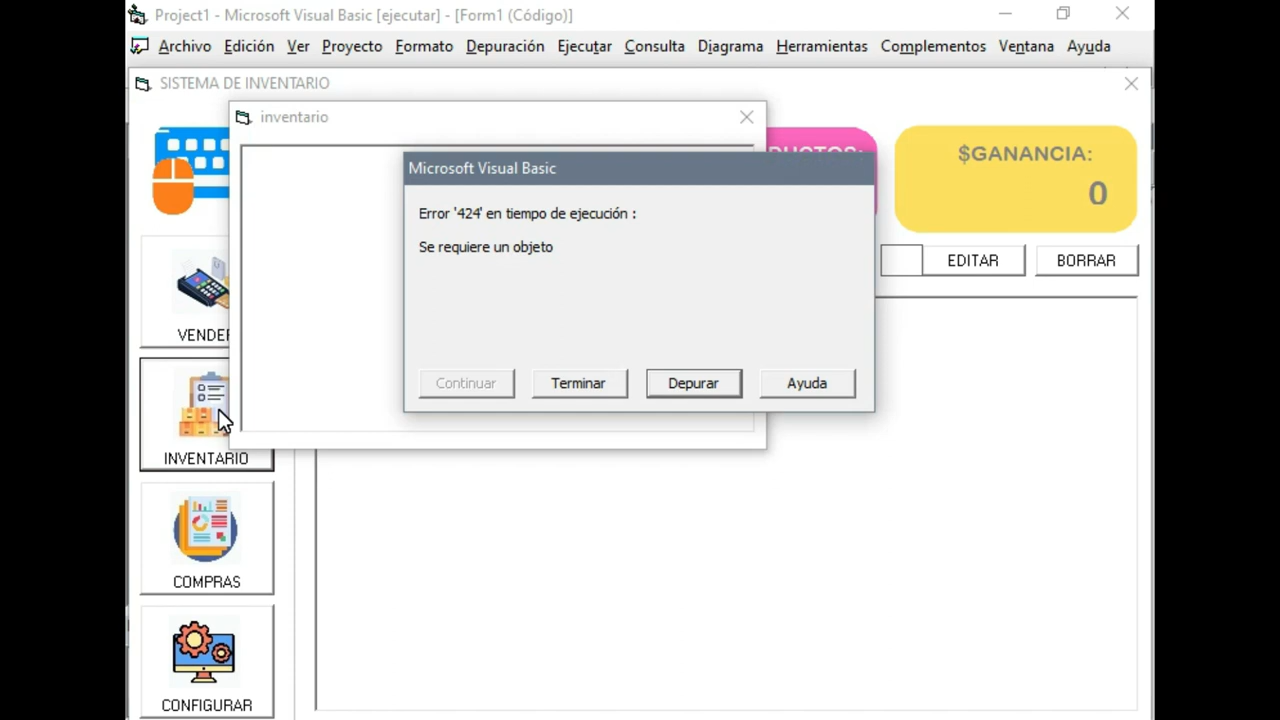 Project1 - Microsoft Visual Basic [ejecutar] - [Form1 (Código)]
Archivo Edición Ver Proyecto Formato Depuración Ejecutar Consulta Diagrama Herramientas Complementos Ventana Ayuda
SISTEMA DE INVENTARIO
inventario
$GANANCIA:
0
Microsoft Visual Basic
Error '424' en tiempo de ejecución :
Se requiere un objeto
Continuar Terminar Depurar Ayuda
EDITAR BORRAR
VENDER
INVENTARIO
COMPRAS
CONFIGURAR